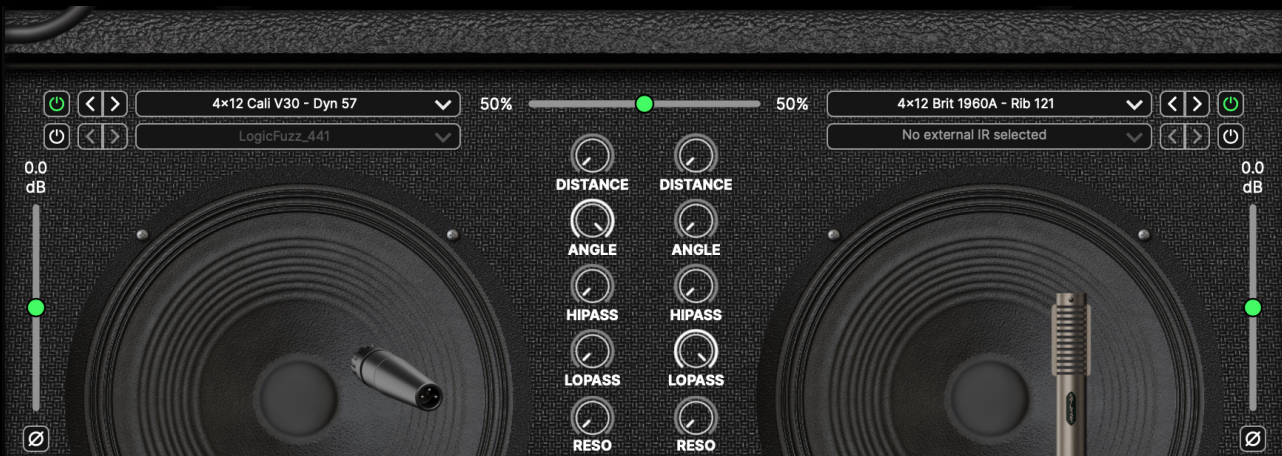 4×12 Cali V30 - Dyn 57
50%
50%
4×12 Brit 1960A - Rib 121
LogicFuzz_441
No external IR selected
0.0
dB
0.0
dB
DISTANCE
DISTANCE
ANGLE
ANGLE
HIPASS
HIPASS
LOPASS
LOPASS
RESO
RESO